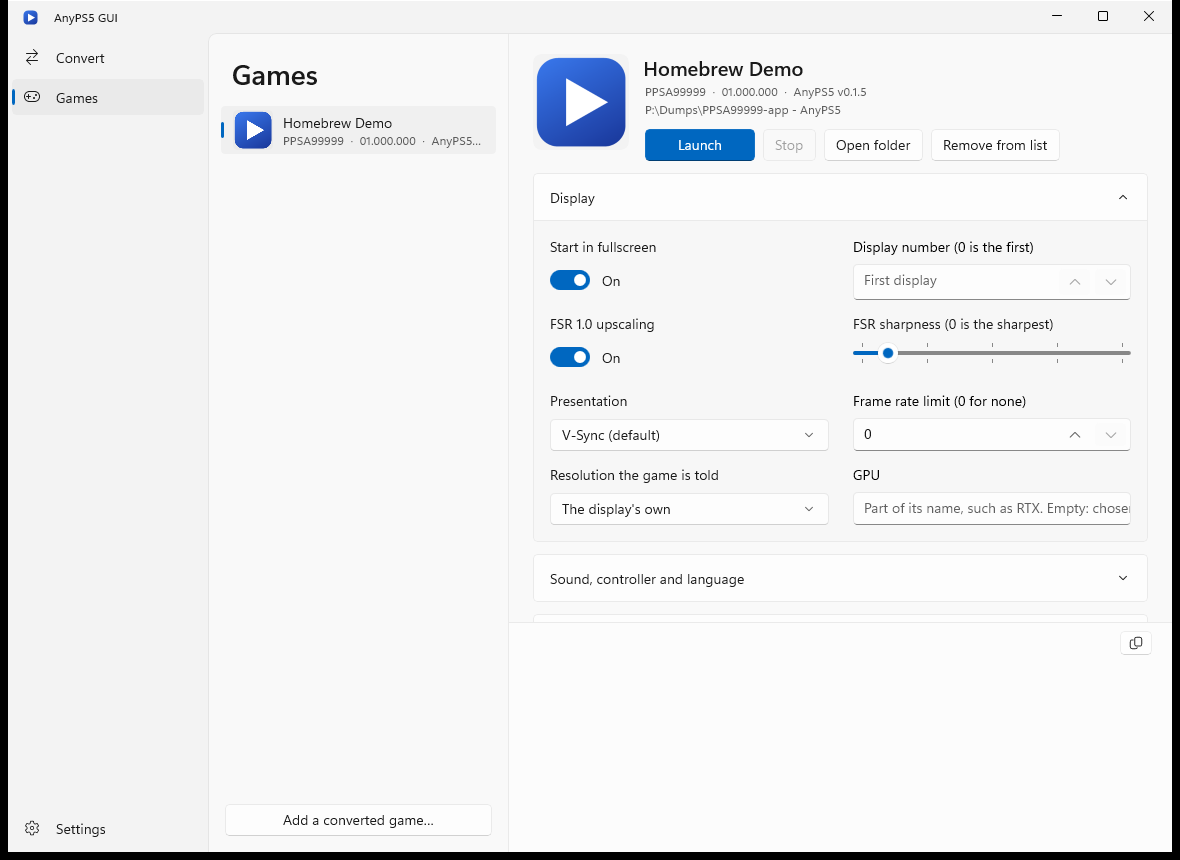 AnyPS5 GUI
Convert
Games
Settings
Games
Homebrew Demo
PPSA99999 · 01.000.000 · AnyPS5...
Add a converted game...
Homebrew Demo
PPSA99999 · 01.000.000 · AnyPS5 v0.1.5
P:\Dumps\PPSA99999-app - AnyPS5
Launch
Stop
Open folder
Remove from list
Display
Start in fullscreen
On
Display number (0 is the first)
First display
FSR 1.0 upscaling
On
FSR sharpness (0 is the sharpest)
Presentation
V-Sync (default)
Frame rate limit (0 for none)
0
Resolution the game is told
The display's own
GPU
Part of its name, such as RTX. Empty: chosen
Sound, controller and language